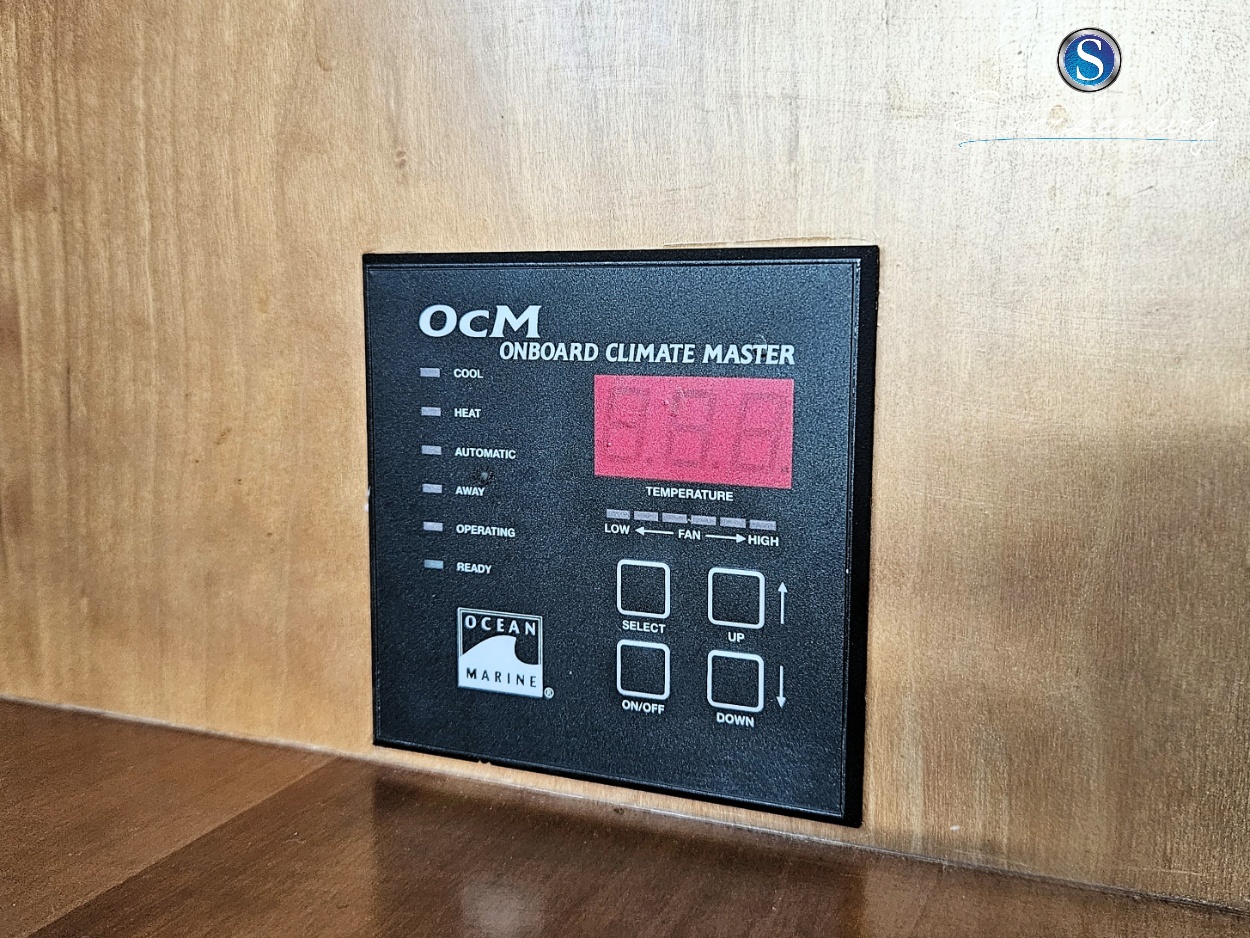 S
OCM
ONBOARD CLIMATE MASTER
COOL
HEAT
AUTOMATIC
AWAY
OPERATING
READY
TEMPERATURE
LOW FAN HIGH
SELECT
UP
ON/OFF
DOWN
OCEAN
MARINE
®